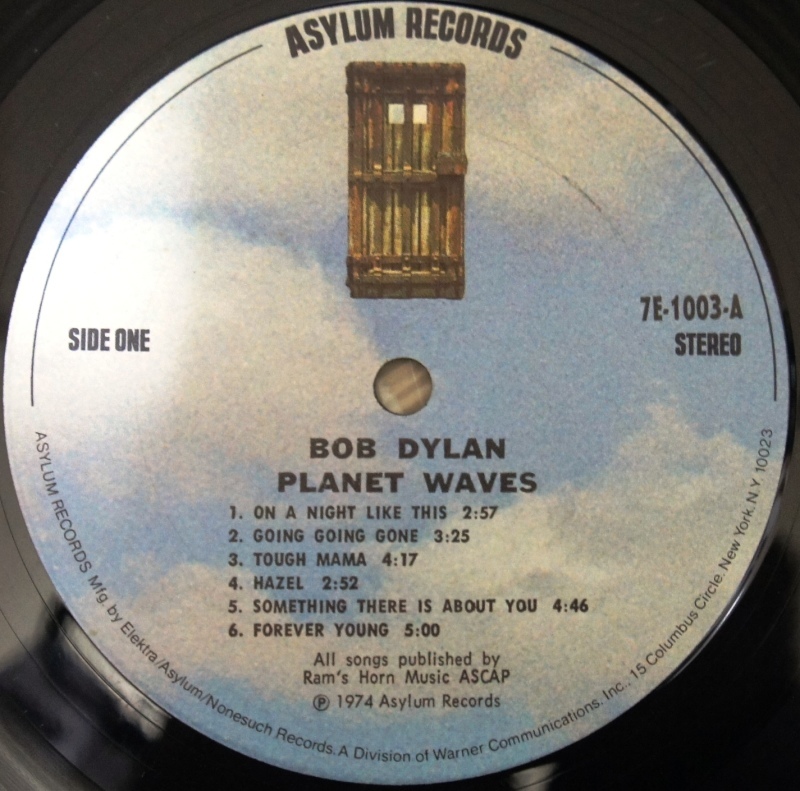 ASYLUM RECORDS
7E-1003-A
SIDE ONE
STEREO
BOB DYLAN
PLANET WAVES
1. ON A NIGHT LIKE THIS 2:57
2. GOING GOING GONE 3:25
3. TOUGH MAMA 4:17
4. HAZEL 2:52
5. SOMETHING THERE IS ABOUT YOU 4:46
6. FOREVER YOUNG 5:00
All songs published by
Ram's Horn Music ASCAP
℗ 1974 Asylum Records
ASYLUM RECORDS Mfg. by Elektra/Asylum/Nonesuch Records. A Division of Warner Communications. Inc., 15 Columbus Circle. New York. N.Y. 10023